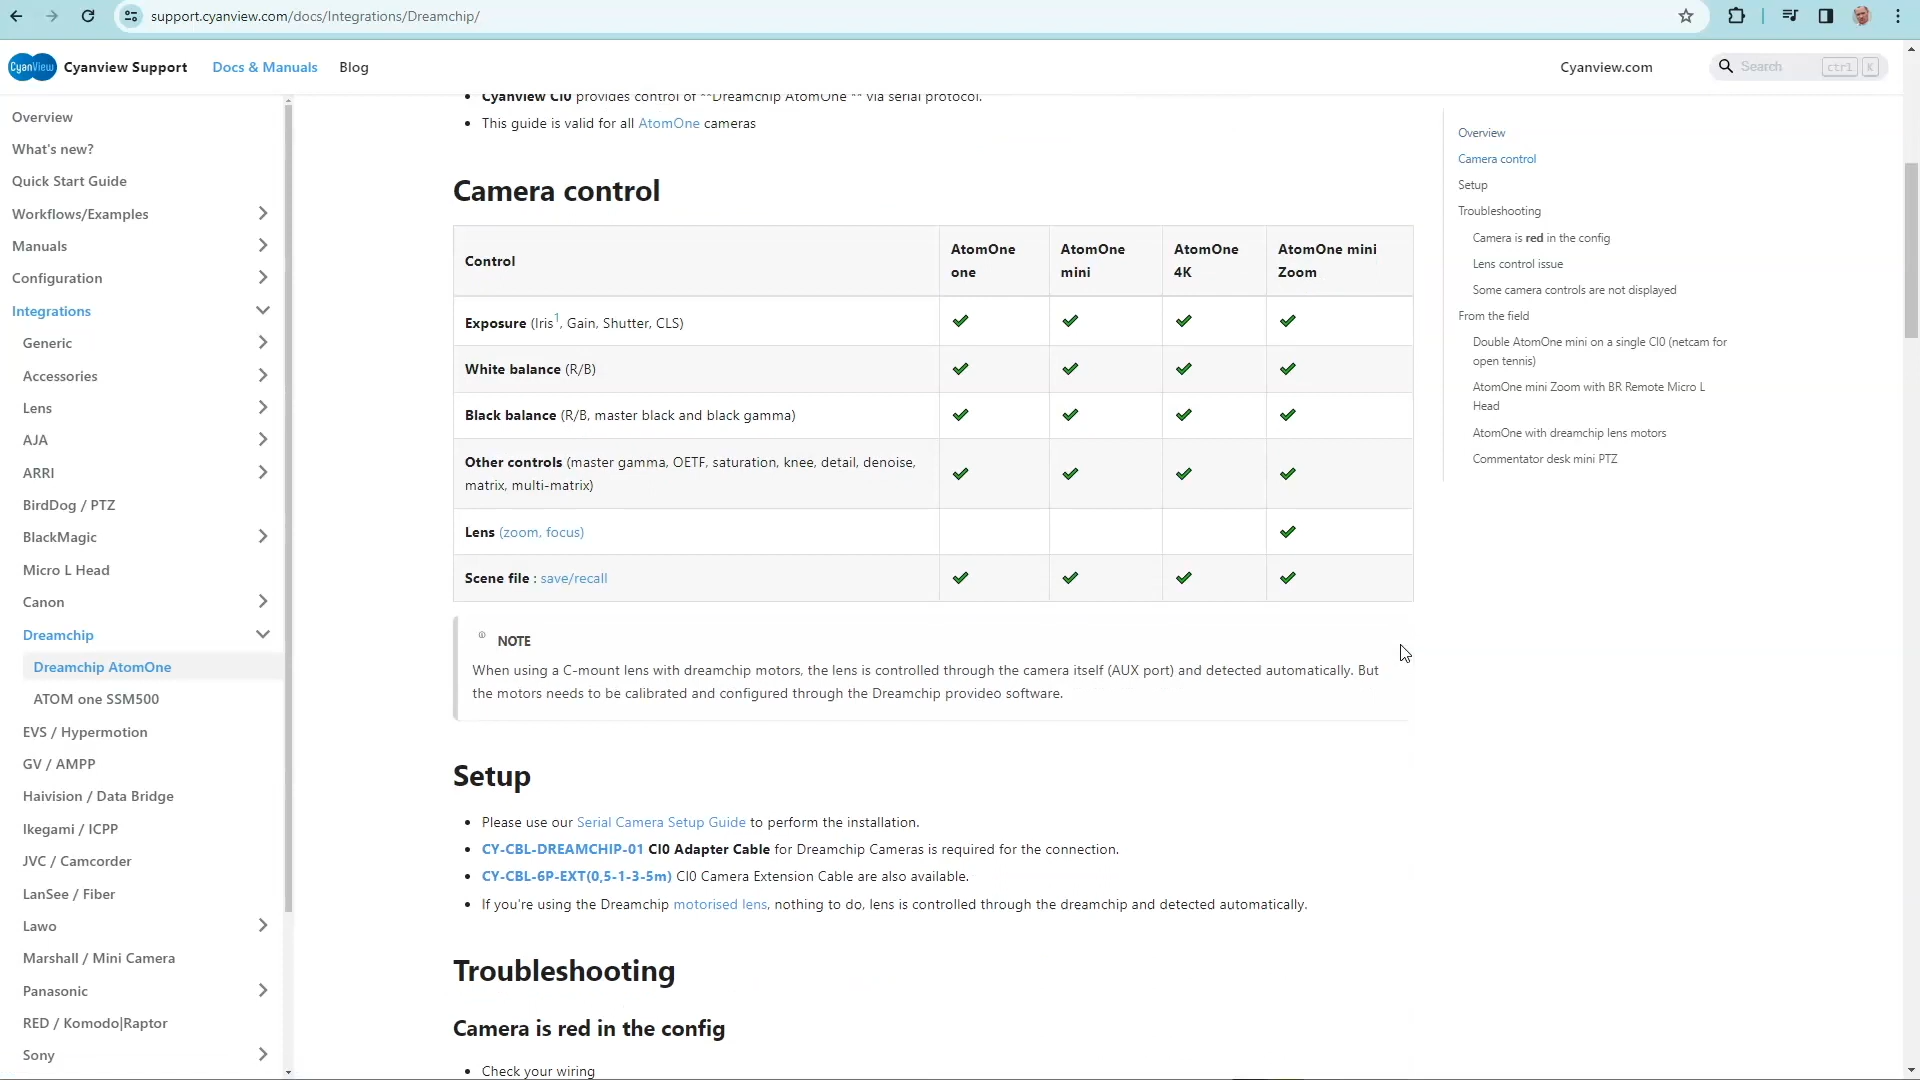 support.cyanview.com/docs/Integrations/Dreamchip/
CyanView Cyanview Support Docs & Manuals Blog Cyanview.com Search ctrl K
Overview
What's new?
Quick Start Guide
Workflows/Examples
Manuals
Configuration
Integrations
Generic
Accessories
Lens
AJA
ARRI
BirdDog / PTZ
BlackMagic
Micro L Head
Canon
Dreamchip
Dreamchip AtomOne
ATOM one SSM500
EVS / Hypermotion
GV / AMPP
Haivision / Data Bridge
Ikegami / ICPP
JVC / Camcorder
LanSee / Fiber
Lawo
Marshall / Mini Camera
Panasonic
RED / Komodo|Raptor
Sony
Cyanview CI0 provides control of **Dreamchip AtomOne ** via serial protocol.
This guide is valid for all AtomOne cameras
Camera control
Control AtomOne one AtomOne mini AtomOne 4K AtomOne mini Zoom
Exposure (Iris1, Gain, Shutter, CLS) ✔ ✔ ✔ ✔
White balance (R/B) ✔ ✔ ✔ ✔
Black balance (R/B, master black and black gamma) ✔ ✔ ✔ ✔
Other controls (master gamma, OETF, saturation, knee, detail, denoise,
matrix, multi-matrix) ✔ ✔ ✔ ✔
Lens (zoom, focus) ✔
Scene file : save/recall ✔ ✔ ✔ ✔
NOTE
When using a C-mount lens with dreamchip motors, the lens is controlled through the camera itself (AUX port) and detected automatically. But
the motors needs to be calibrated and configured through the Dreamchip provideo software.
Setup
Please use our Serial Camera Setup Guide to perform the installation.
CY-CBL-DREAMCHIP-01 CI0 Adapter Cable for Dreamchip Cameras is required for the connection.
CY-CBL-6P-EXT(0,5-1-3-5m) CI0 Camera Extension Cable are also available.
If you're using the Dreamchip motorised lens, nothing to do, lens is controlled through the dreamchip and detected automatically.
Troubleshooting
Camera is red in the config
Check your wiring
Overview
Camera control
Setup
Troubleshooting
Camera is red in the config
Lens control issue
Some camera controls are not displayed
From the field
Double AtomOne mini on a single CI0 (netcam for
open tennis)
AtomOne mini Zoom with BR Remote Micro L
Head
AtomOne with dreamchip lens motors
Commentator desk mini PTZ